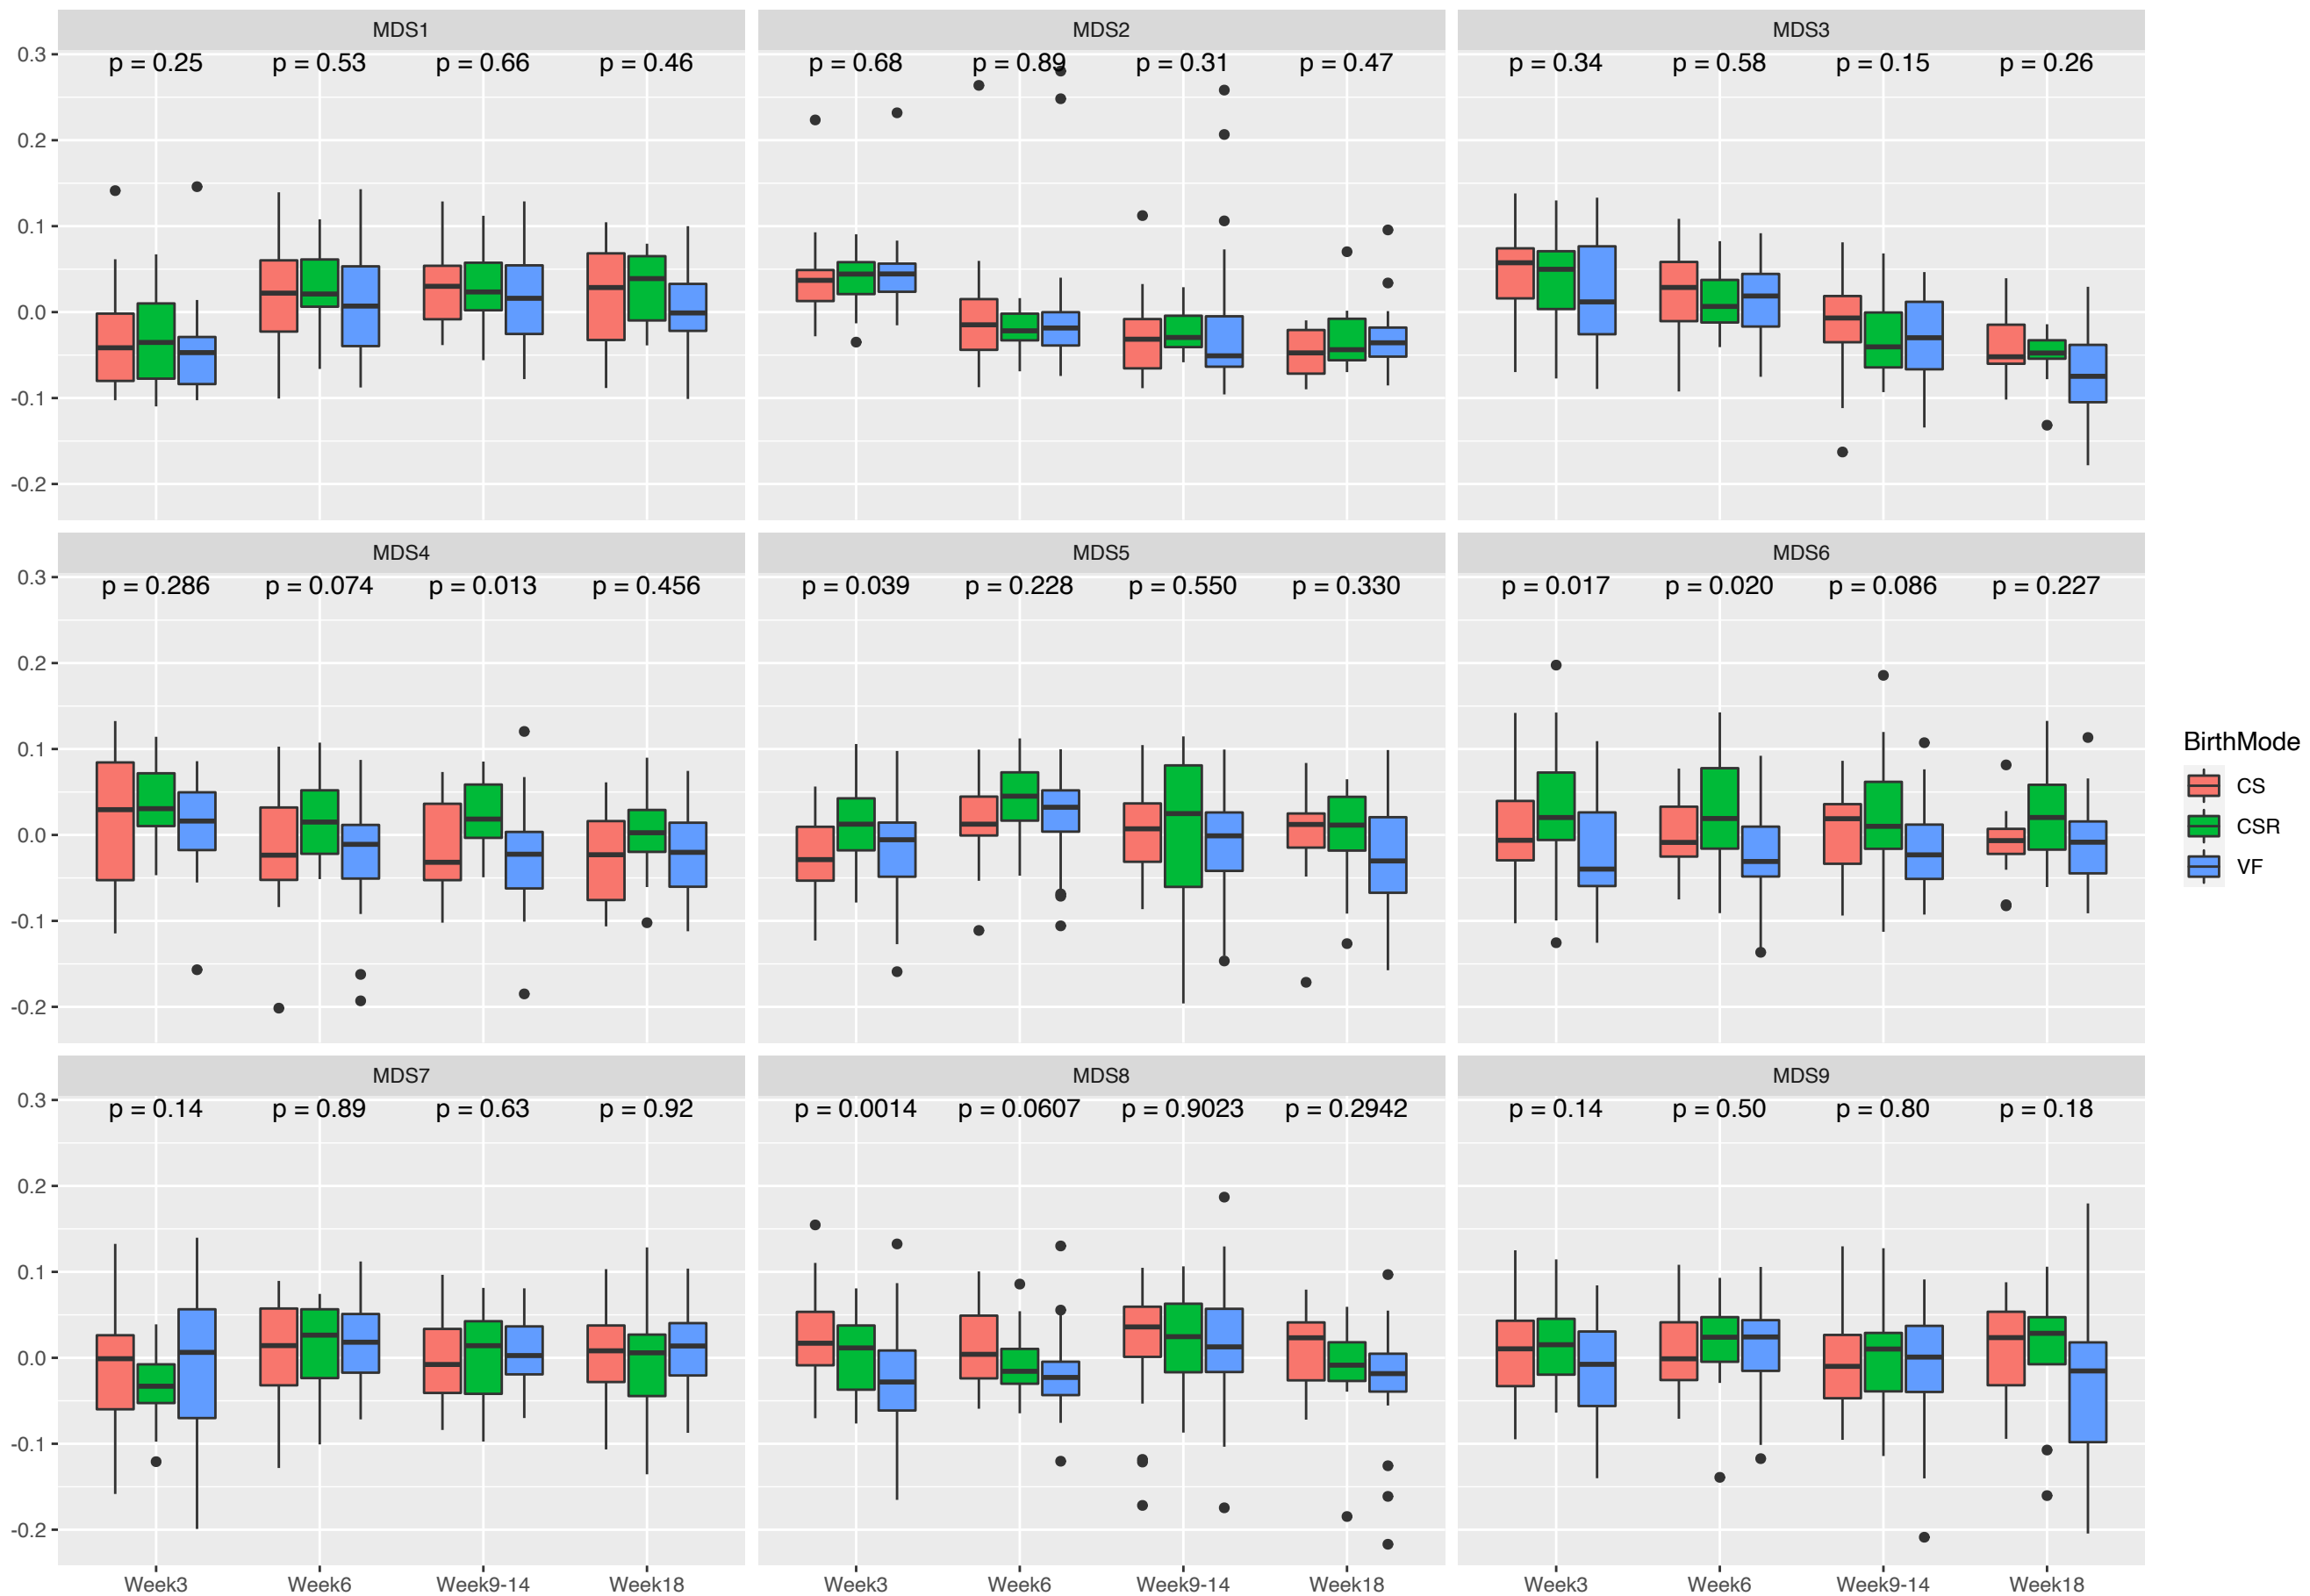 MDS1 MDS2 MDS3
p = 0.25 p = 0.53 p = 0.66 p = 0.46 p = 0.68 p = 0.89 p = 0.31 p = 0.47 p = 0.34 p = 0.58 p = 0.15 p = 0.26
0.3
0.2
0.1
0.0
-0.1
-0.2
MDS4 MDS5 MDS6
p = 0.286 p = 0.074 p = 0.013 p = 0.456 p = 0.039 p = 0.228 p = 0.550 p = 0.330 p = 0.017 p = 0.020 p = 0.086 p = 0.227
0.3
0.2
0.1
0.0
-0.1
-0.2
MDS7 MDS8 MDS9
p = 0.14 p = 0.89 p = 0.63 p = 0.92 p = 0.0014 p = 0.0607 p = 0.9023 p = 0.2942 p = 0.14 p = 0.50 p = 0.80 p = 0.18
0.3
0.2
0.1
0.0
-0.1
-0.2
Week3 Week6 Week9-14 Week18 Week3 Week6 Week9-14 Week18 Week3 Week6 Week9-14 Week18
BirthMode
CS
CSR
VF